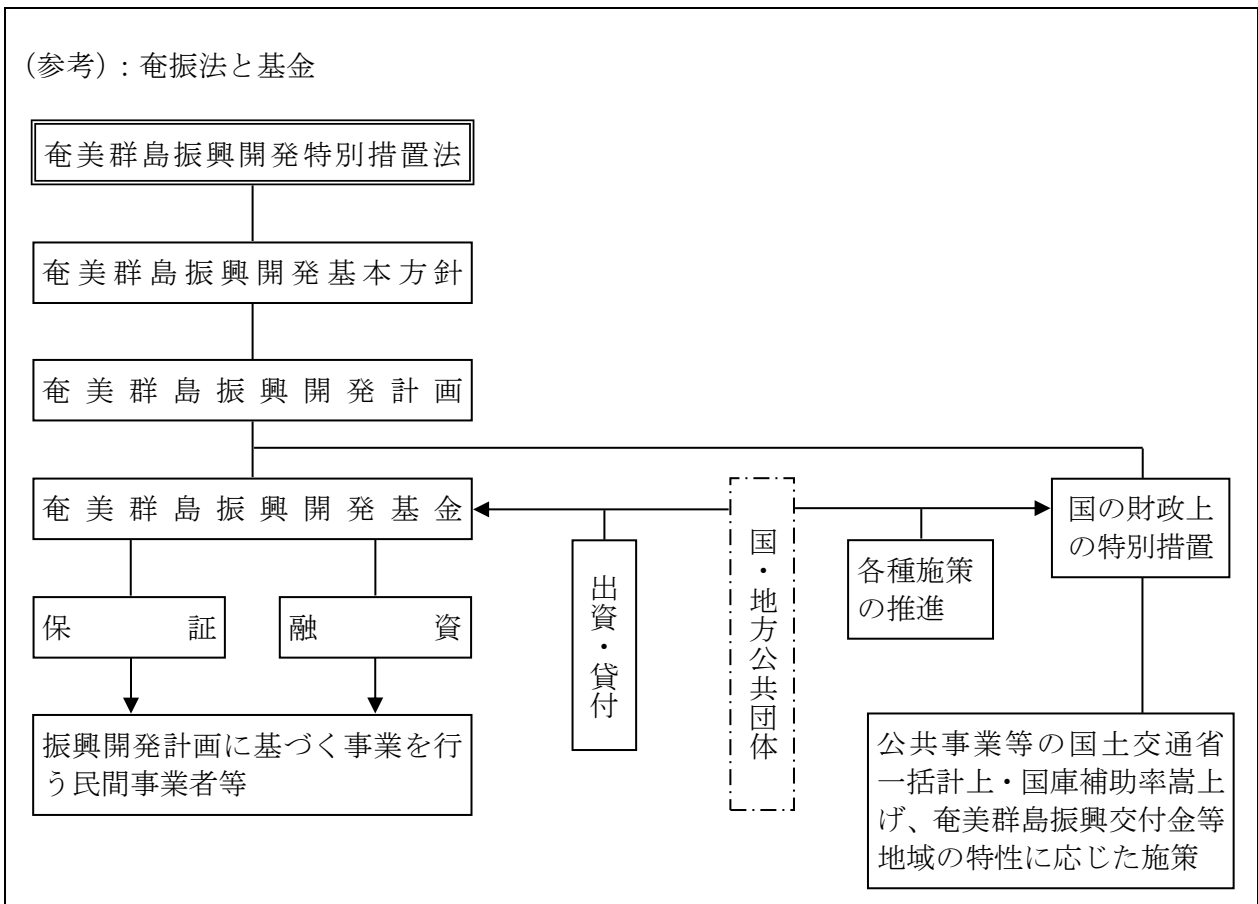 （参考）：奄振法と基金
奄美群島振興開発特別措置法
奄美群島振興開発基本方針
奄美群島振興開発計画
奄美群島振興開発基金
保証
融資
振興開発計画に基づく事業を行
う民間事業者等
出資・貸付
国・地方公共団体
各種施策
の推進
国の財政上
の特別措置
公共事業等の国土交通省
一括計上・国庫補助率嵩上
げ、奄美群島振興交付金等
地域の特性に応じた施策